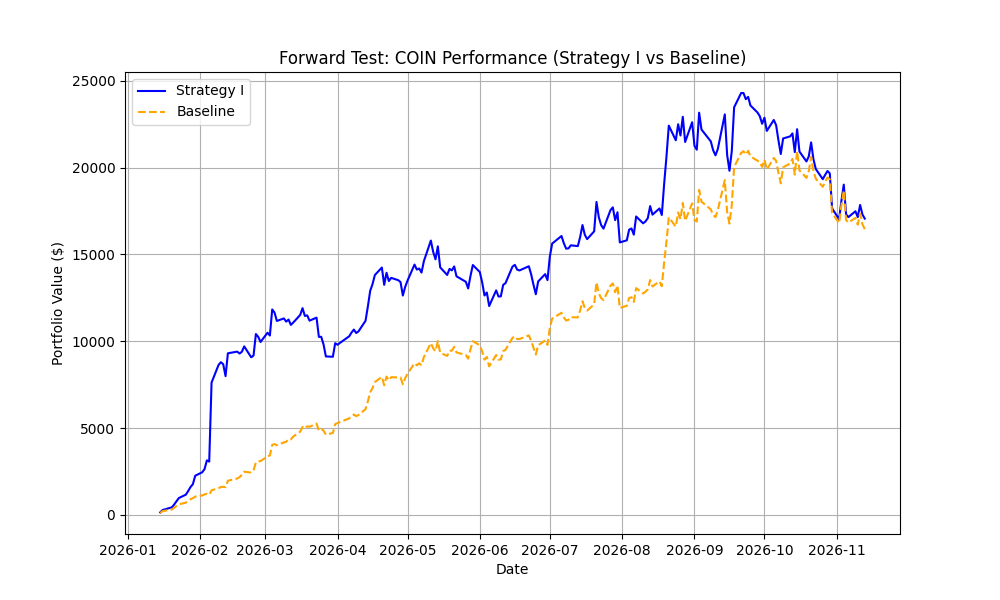 Forward Test: COIN Performance (Strategy I vs Baseline)
Strategy I
Baseline
Portfolio Value ($)
25000
20000
15000
10000
5000
0
2026-01 2026-02 2026-03 2026-04 2026-05 2026-06 2026-07 2026-08 2026-09 2026-10 2026-11
Date